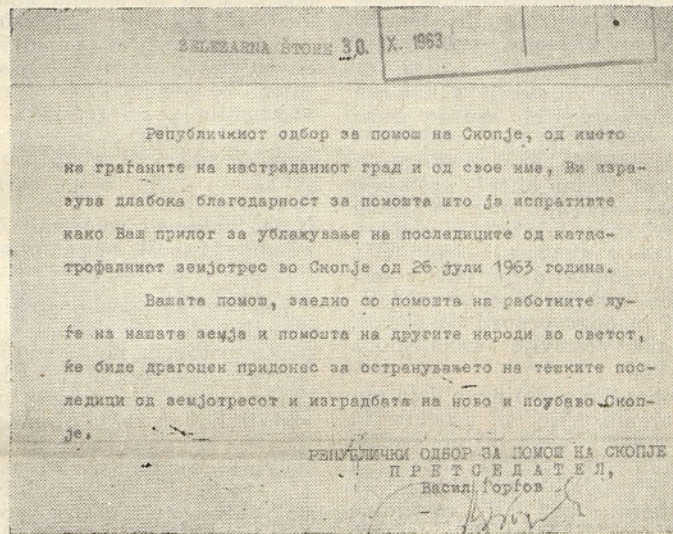 ŽELEZARNA ŠTORE 30. X. 1963
Републичкиот одбор за помош на Скопје, од името
на граѓаните на настраданиот град и од свое име, Ви изра-
зува длабока благодарност за помошта што ја испративте
како Ваш прилог за ублажување на последиците од катас-
трофалниот земјотрес во Скопје од 26 јули 1963 година.
Вашата помош, заедно со помошта на работните лу-
ѓе на нашата земја и помошта на другите народи во светот,
ќе биде драгоцен придонес за остранувањето на тешките пос-
ледици од земјотресот и изградбата на ново и поубаво Скоп-
је.
РЕПУБЛИЧКИ ОДБОР ЗА ПОМОШ НА СКОПЈЕ
ПРЕТСЕДАТЕЛ,
Васил Ѓоргов